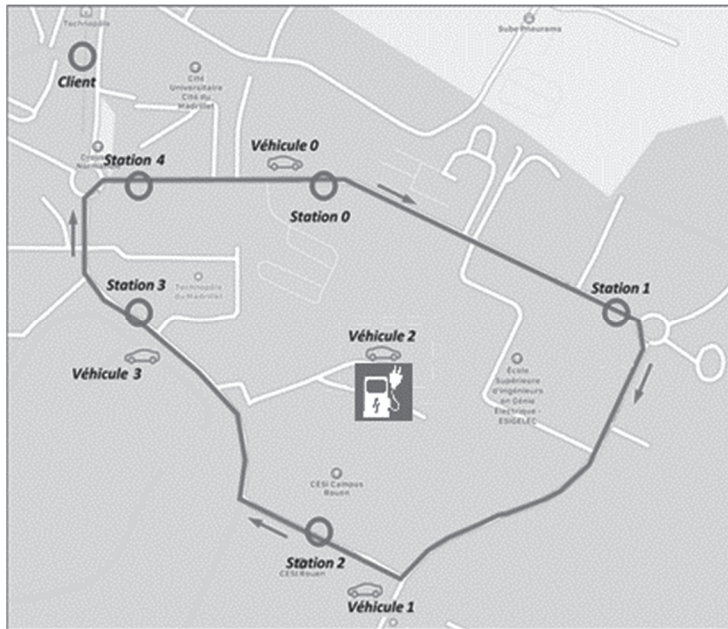 Technopôle
Client
Cité
Universitaire
Cité du
Madrillet
Station 4
Véhicule 0
Station 0
Station 3
Technopôle
du Madrillet
Véhicule 3
Véhicule 2
Station 1
École
Supérieure
d'ingénieurs
en Génie
Électrique -
ESIGELEC
CESI Campus
Rouen
Station 2
CESI Rouen
Véhicule 1